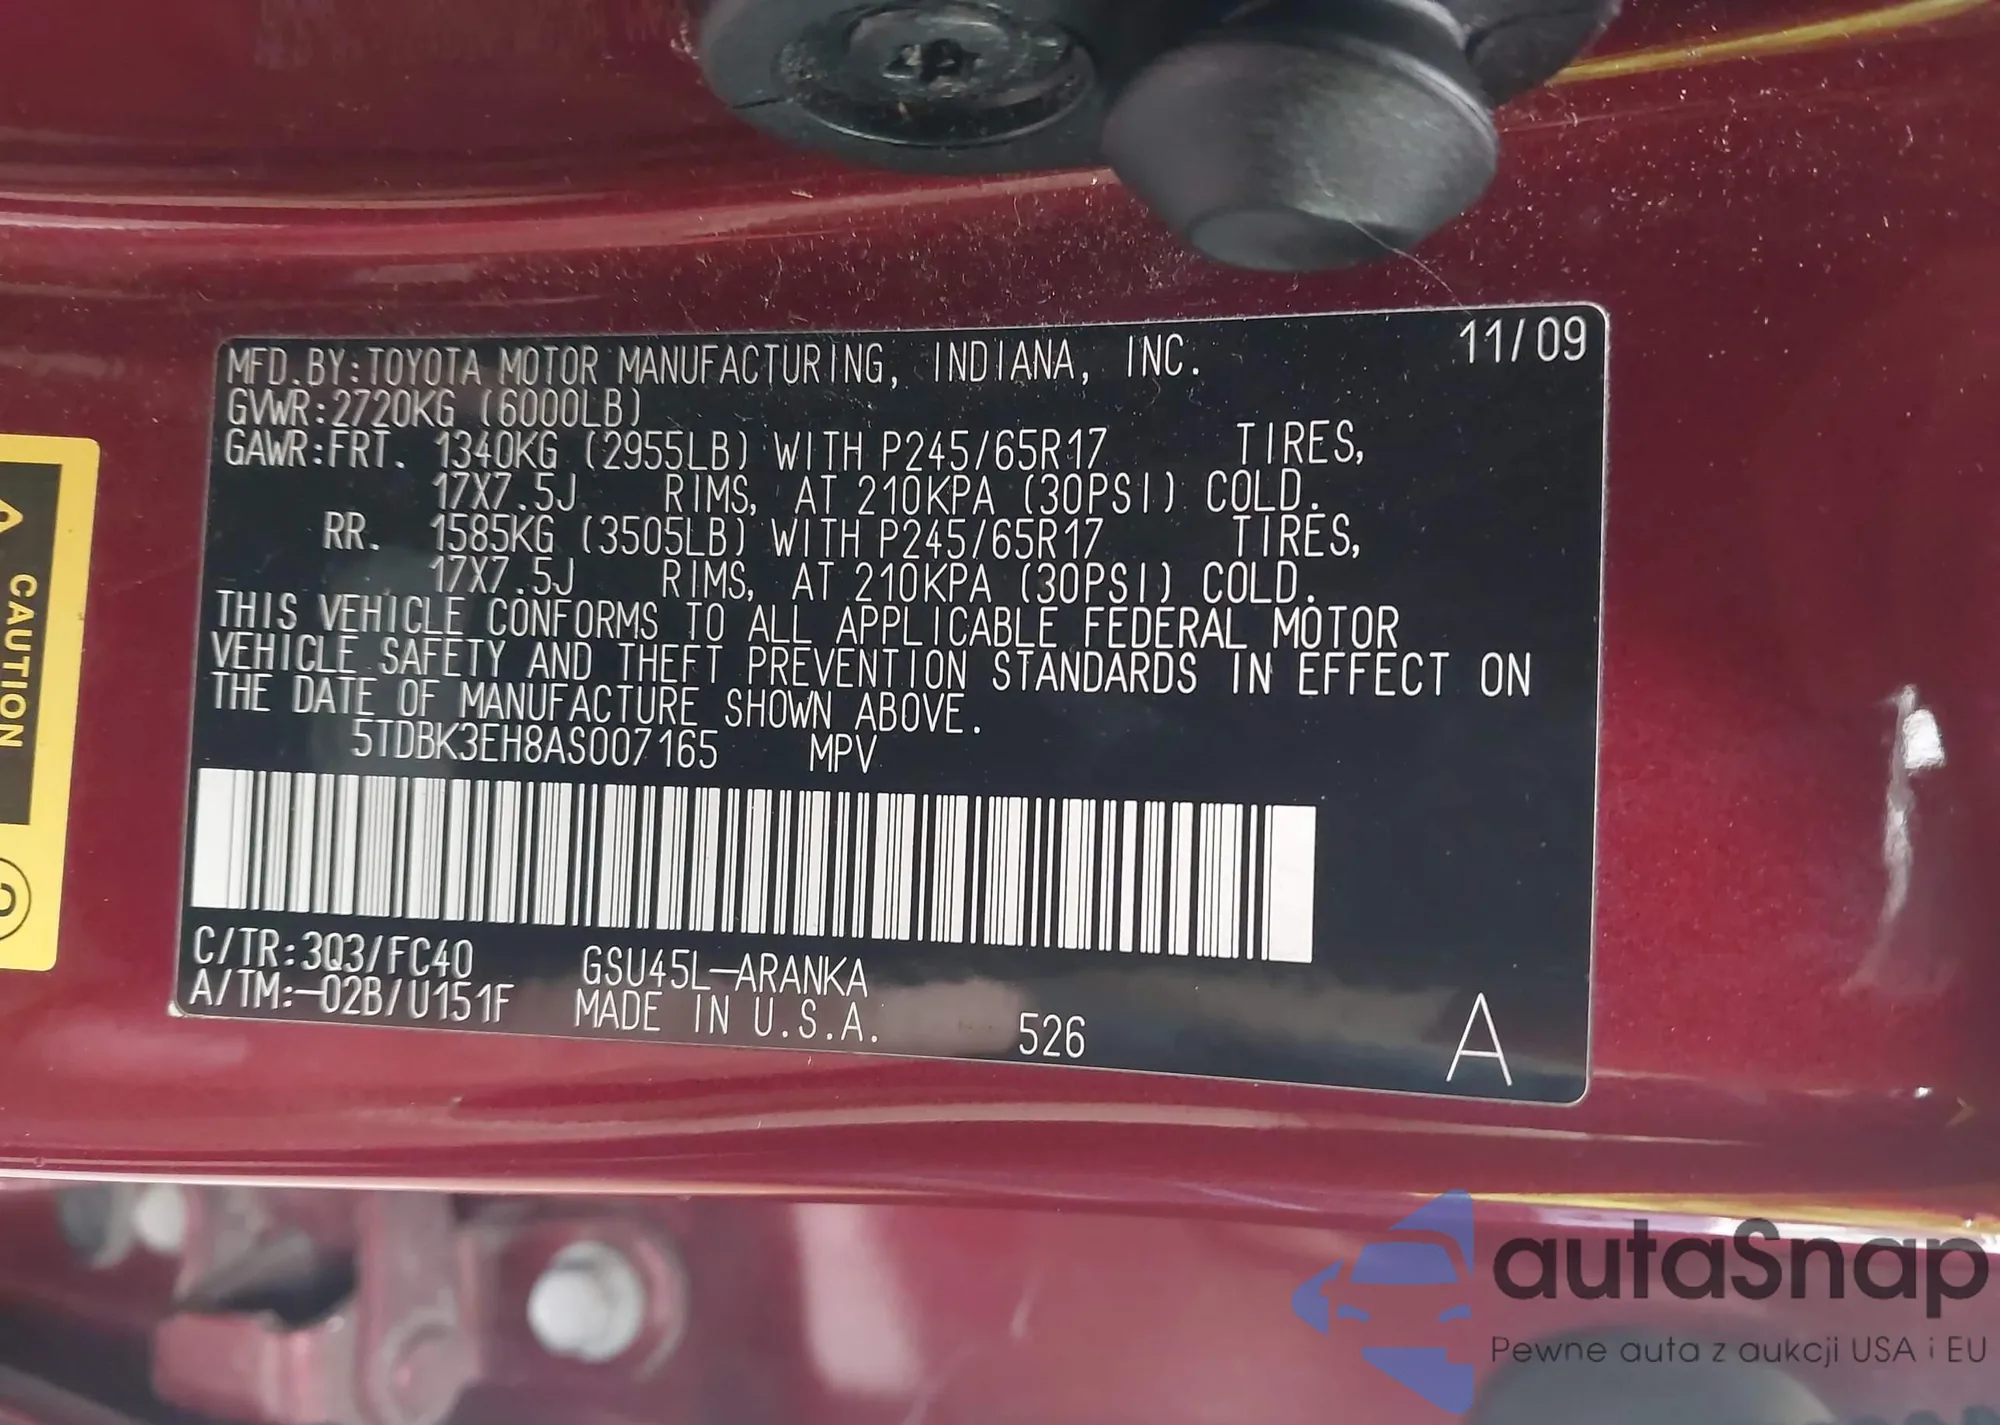 MFD.BY:TOYOTA MOTOR MANUFACTURING, INDIANA, INC. 11/09
GVWR:2720KG (6000LB)
GAWR:FRT. 1340KG (2955LB) WITH P245/65R17 TIRES,
17X7.5J RIMS, AT 210KPA (30PSI) COLD.
RR. 1585KG (3505LB) WITH P245/65R17 TIRES,
17X7.5J RIMS, AT 210KPA (30PSI) COLD.
THIS VEHICLE CONFORMS TO ALL APPLICABLE FEDERAL MOTOR
VEHICLE SAFETY AND THEFT PREVENTION STANDARDS IN EFFECT ON
THE DATE OF MANUFACTURE SHOWN ABOVE.
5TDBK3EH8AS007165 MPV
C/TR:3Q3/FC40 GSU45L-ARANKA
A/TM:-02B/U151F MADE IN U.S.A. 526 A
CAUTION
autaSnap
Pewne auta z aukcji USA i EU